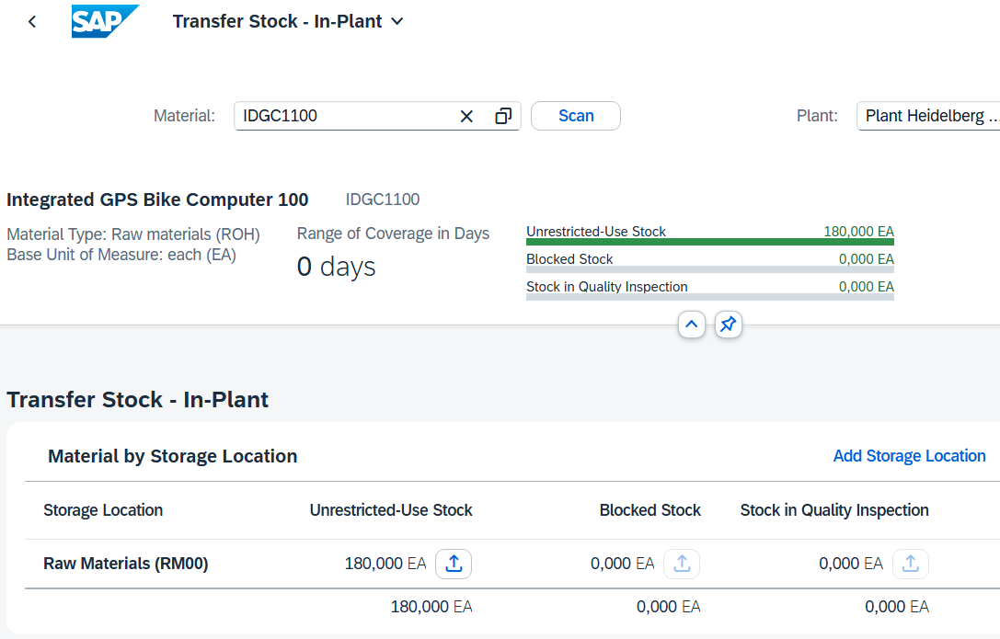 SAP Transfer Stock - In-Plant
Material: IDGC1100 Scan Plant: Plant Heidelberg ...
Integrated GPS Bike Computer 100 IDGC1100
Material Type: Raw materials (ROH)
Base Unit of Measure: each (EA)
Range of Coverage in Days
0 days
Unrestricted-Use Stock 180,000 EA
Blocked Stock 0,000 EA
Stock in Quality Inspection 0,000 EA
Transfer Stock - In-Plant
Material by Storage Location Add Storage Location
Storage Location Unrestricted-Use Stock Blocked Stock Stock in Quality Inspection
Raw Materials (RM00) 180,000 EA 0,000 EA 0,000 EA
180,000 EA 0,000 EA 0,000 EA